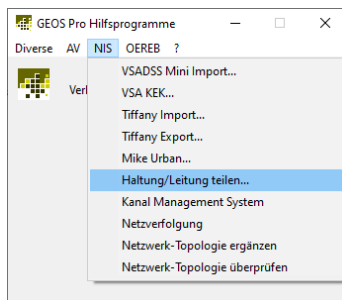 GEOS Pro Hilfsprogramme
Diverse AV NIS OEREB ?
VSADSS Mini Import...
VSA KEK...
Tiffany Import...
Tiffany Export...
Mike Urban...
Haltung/Leitung teilen...
Kanal Management System
Netzverfolgung
Netzwerk-Topologie ergänzen
Netzwerk-Topologie überprüfen